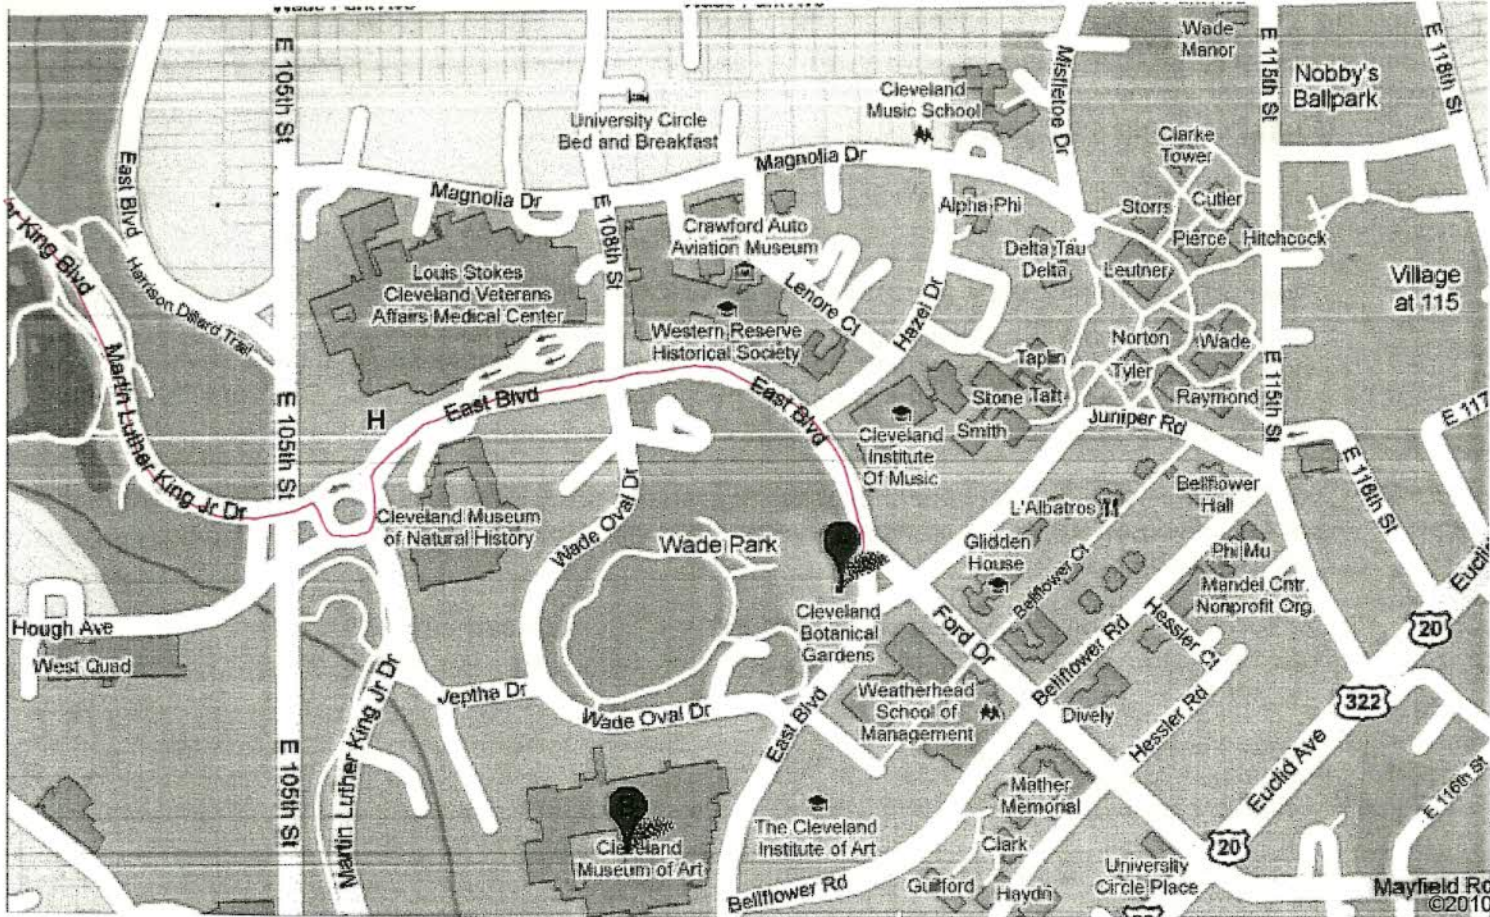 E 105th St
Wade
Manor
E 115th St
E 118th St
Nobby's
Ballpark
Mistletoe Dr
Cleveland
Music School
University Circle
Bed and Breakfast
Clarke
Tower
East Blvd
Magnolia Dr
Magnolia Dr
Alpha Phi
Storrs
Cutler
Pierce
Hitchcock
E 108th St
Crawford Auto
Aviation Museum
Delta Tau
Delta
Leutner
King Blvd
Harrison Dillard Trail
Louis Stokes
Cleveland Veterans
Affairs Medical Center
Lenore Ct
Hazel Dr
Village
at 115
Western Reserve
Historical Society
Norton
Wade
Taplin
Tyler
Martin Luther King Jr Dr
E 105th St
H
East Blvd
East Blvd
Stone
Taft
Raymond
E 115th St
Smith
Juniper Rd
E 117
Cleveland
Institute
Of Music
E 116th St
Bellflower
Hall
L'Albatros
Cleveland Museum
of Natural History
Wade Oval Dr
Wade Park
Glidden
House
Bellflower Ct
Phi Mu
Mandel Cntr.
Nonprofit Org.
Cleveland
Botanical
Gardens
Ford Dr
Hessler Ct
20
Hough Ave
West Quad
Bellflower Rd
Martin Luther King Jr Dr
Jeptha Dr
Wade Oval Dr
East Blvd
Weatherhead
School of
Management
Dively
Hessler Rd
322
Euclid Ave
E 105th St
Mather
Memorial
E 116th St
The Cleveland
Institute of Art
Clark
20
Cleveland
Museum of Art
Bellflower Rd
Guilford
Haydn
University
Circle Place
Mayfield Rd
©2010